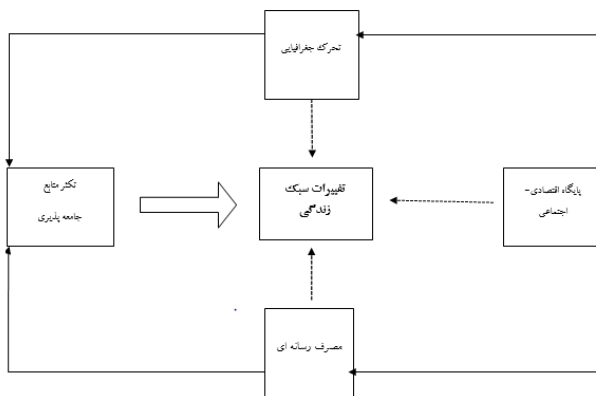 تحرک جغرافیایی
پایگاه اقتصادی-
اجتماعی
تغییرات سبک
زندگی
تکثر منابع
جامعه پذیری
مصرف رسانه ای